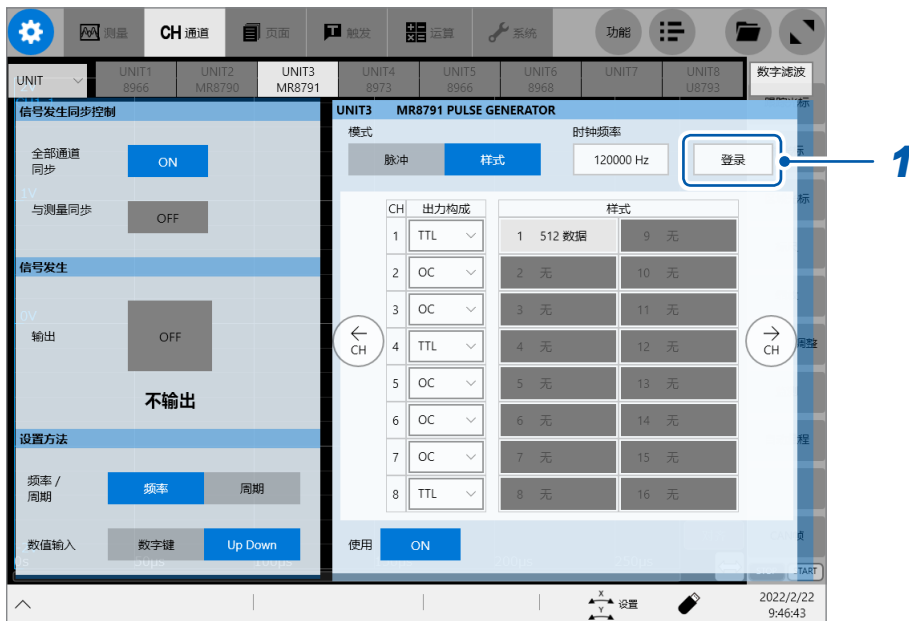 测量 CH 通道 页面 触发 运算 系统 功能
UNIT UNIT1 UNIT2 UNIT3 UNIT4 UNIT5 UNIT6 UNIT7 UNIT8 数字滤波
8966 MR8790 MR8791 8973 8966 8968 U8793
信号发生同步控制
全部通道
同步
ON
与测量同步
OFF
信号发生
输出
OFF
不输出
设置方法
频率 /
周期
频率 周期
数值输入 数字键 Up Down
UNIT3 MR8791 PULSE GENERATOR
模式 时钟频率
脉冲 样式 120000 Hz 登录
1
CH 出力构成 样式
1 TTL 1 512 数据 9 无
2 OC 2 无 10 无
3 OC 3 无 11 无
4 TTL 4 无 12 无
5 OC 5 无 13 无
6 OC 6 无 14 无
7 OC 7 无 15 无
8 TTL 8 无 16 无
CH
CH
使用 ON
设置
2022/2/22
9:46:43